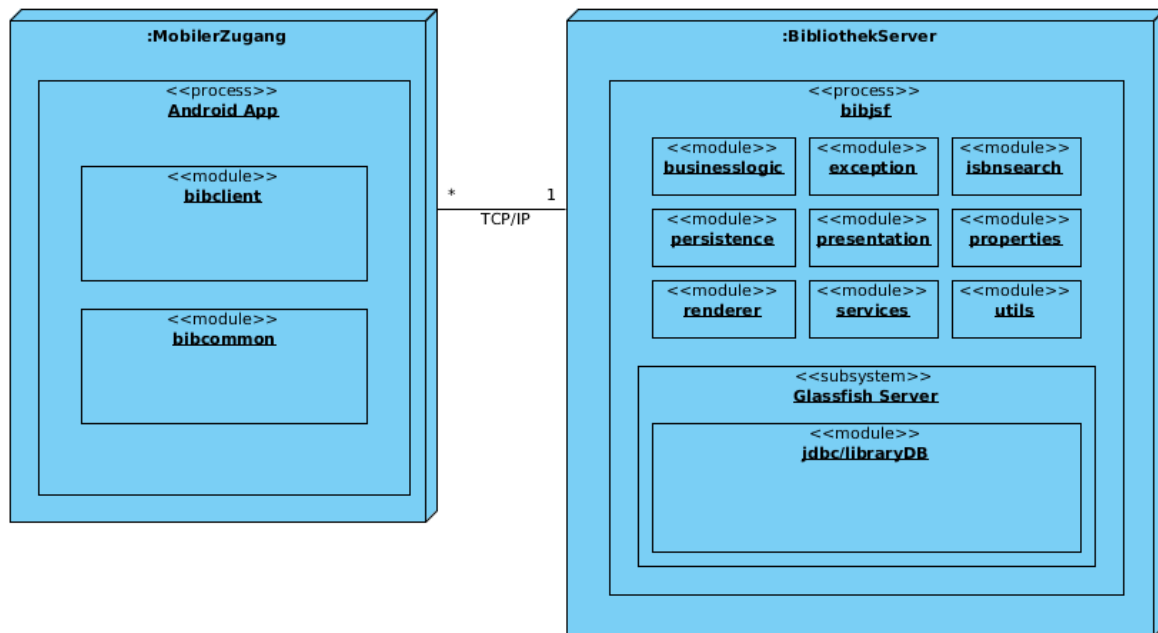 :MobilerZugang
<<process>>
Android App
<<module>>
bibclient
<<module>>
bibcommon
*
1
TCP/IP
:BibliothekServer
<<process>>
bibjsf
<<module>>
businesslogic
<<module>>
exception
<<module>>
isbnsearch
<<module>>
persistence
<<module>>
presentation
<<module>>
properties
<<module>>
renderer
<<module>>
services
<<module>>
utils
<<subsystem>>
Glassfish Server
<<module>>
jdbc/libraryDB